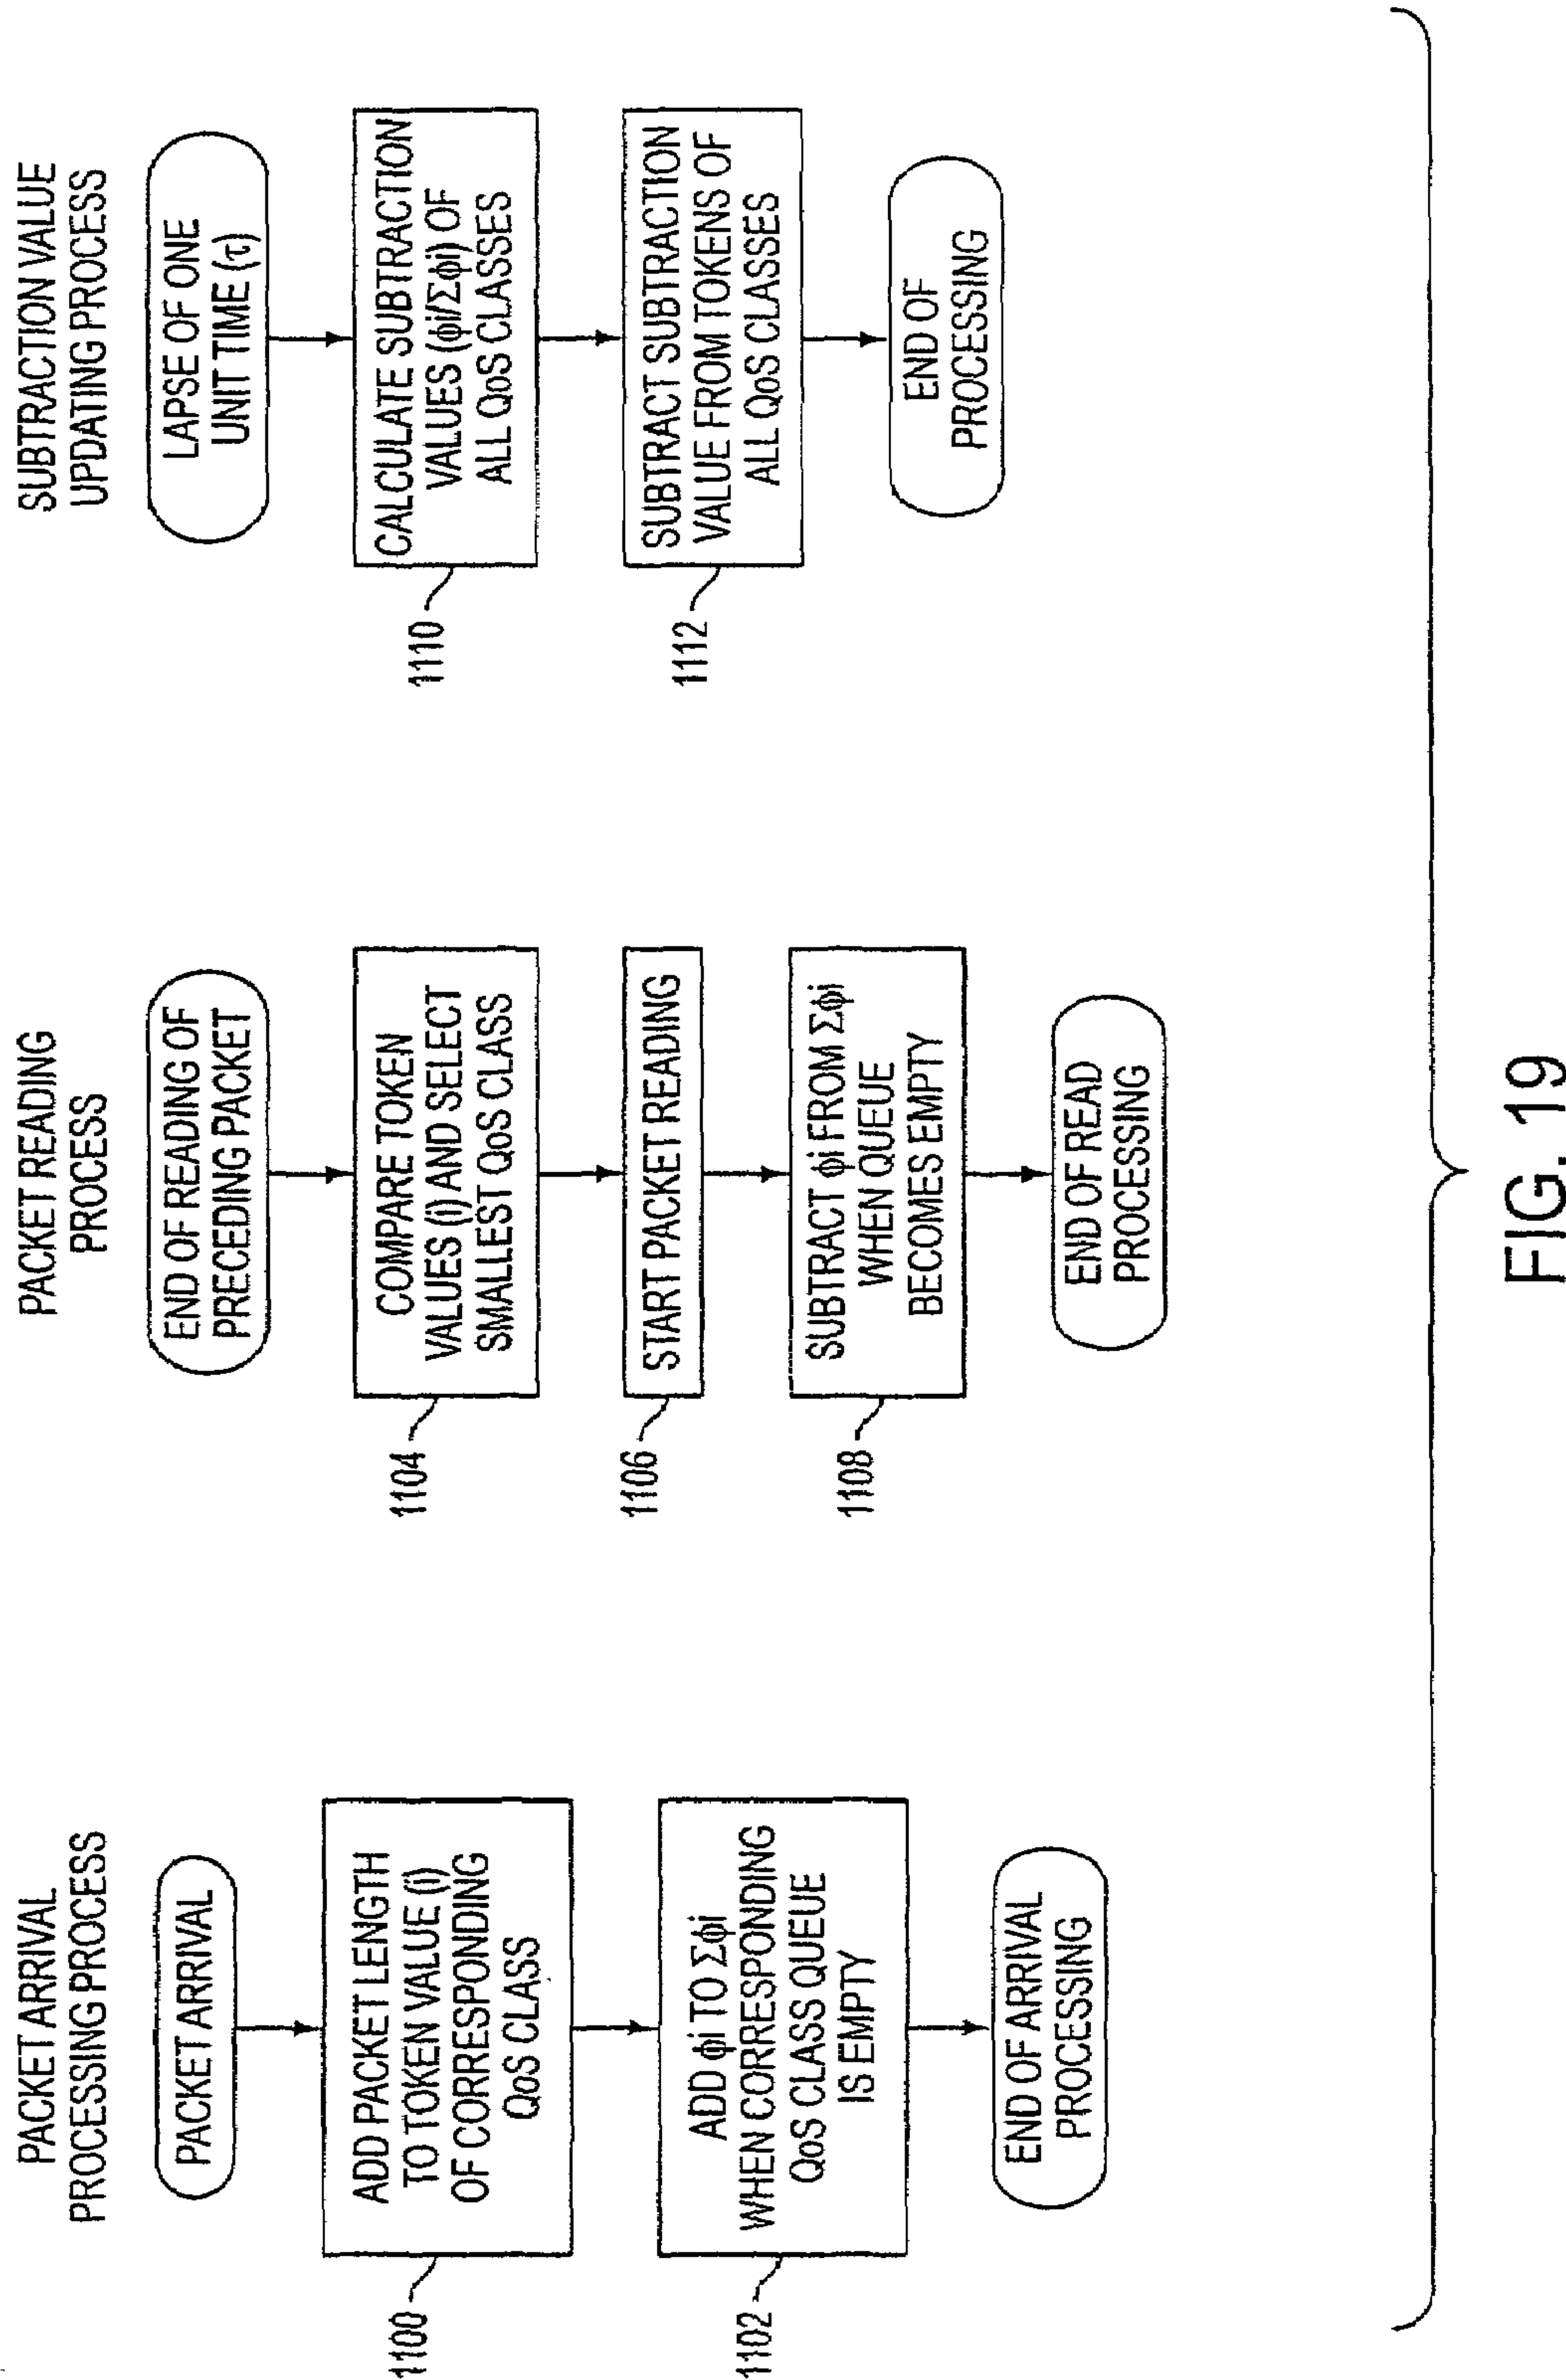 PACKET ARRIVAL
PROCESSING PROCESS
PACKET ARRIVAL
1100
ADD PACKET LENGTH
TO TOKEN VALUE (i)
OF CORRESPONDING
QoS CLASS
1102
ADD ϕi TO Σϕi
WHEN CORRESPONDING
QoS CLASS QUEUE
IS EMPTY
END OF ARRIVAL
PROCESSING
PACKET READING
PROCESS
END OF READING OF
PRECEDING PACKET
1104
COMPARE TOKEN
VALUES (i) AND SELECT
SMALLEST QoS CLASS
1106
START PACKET READING
1108
SUBTRACT ϕi FROM Σϕi
WHEN QUEUE
BECOMES EMPTY
END OF READ
PROCESSING
SUBTRACTION VALUE
UPDATING PROCESS
LAPSE OF ONE
UNIT TIME (τ)
1110
CALCULATE SUBTRACTION
VALUES (ϕi/Σϕi) OF
ALL QoS CLASSES
1112
SUBTRACT SUBTRACTION
VALUE FROM TOKENS OF
ALL QoS CLASSES
END OF
PROCESSING
FIG. 19